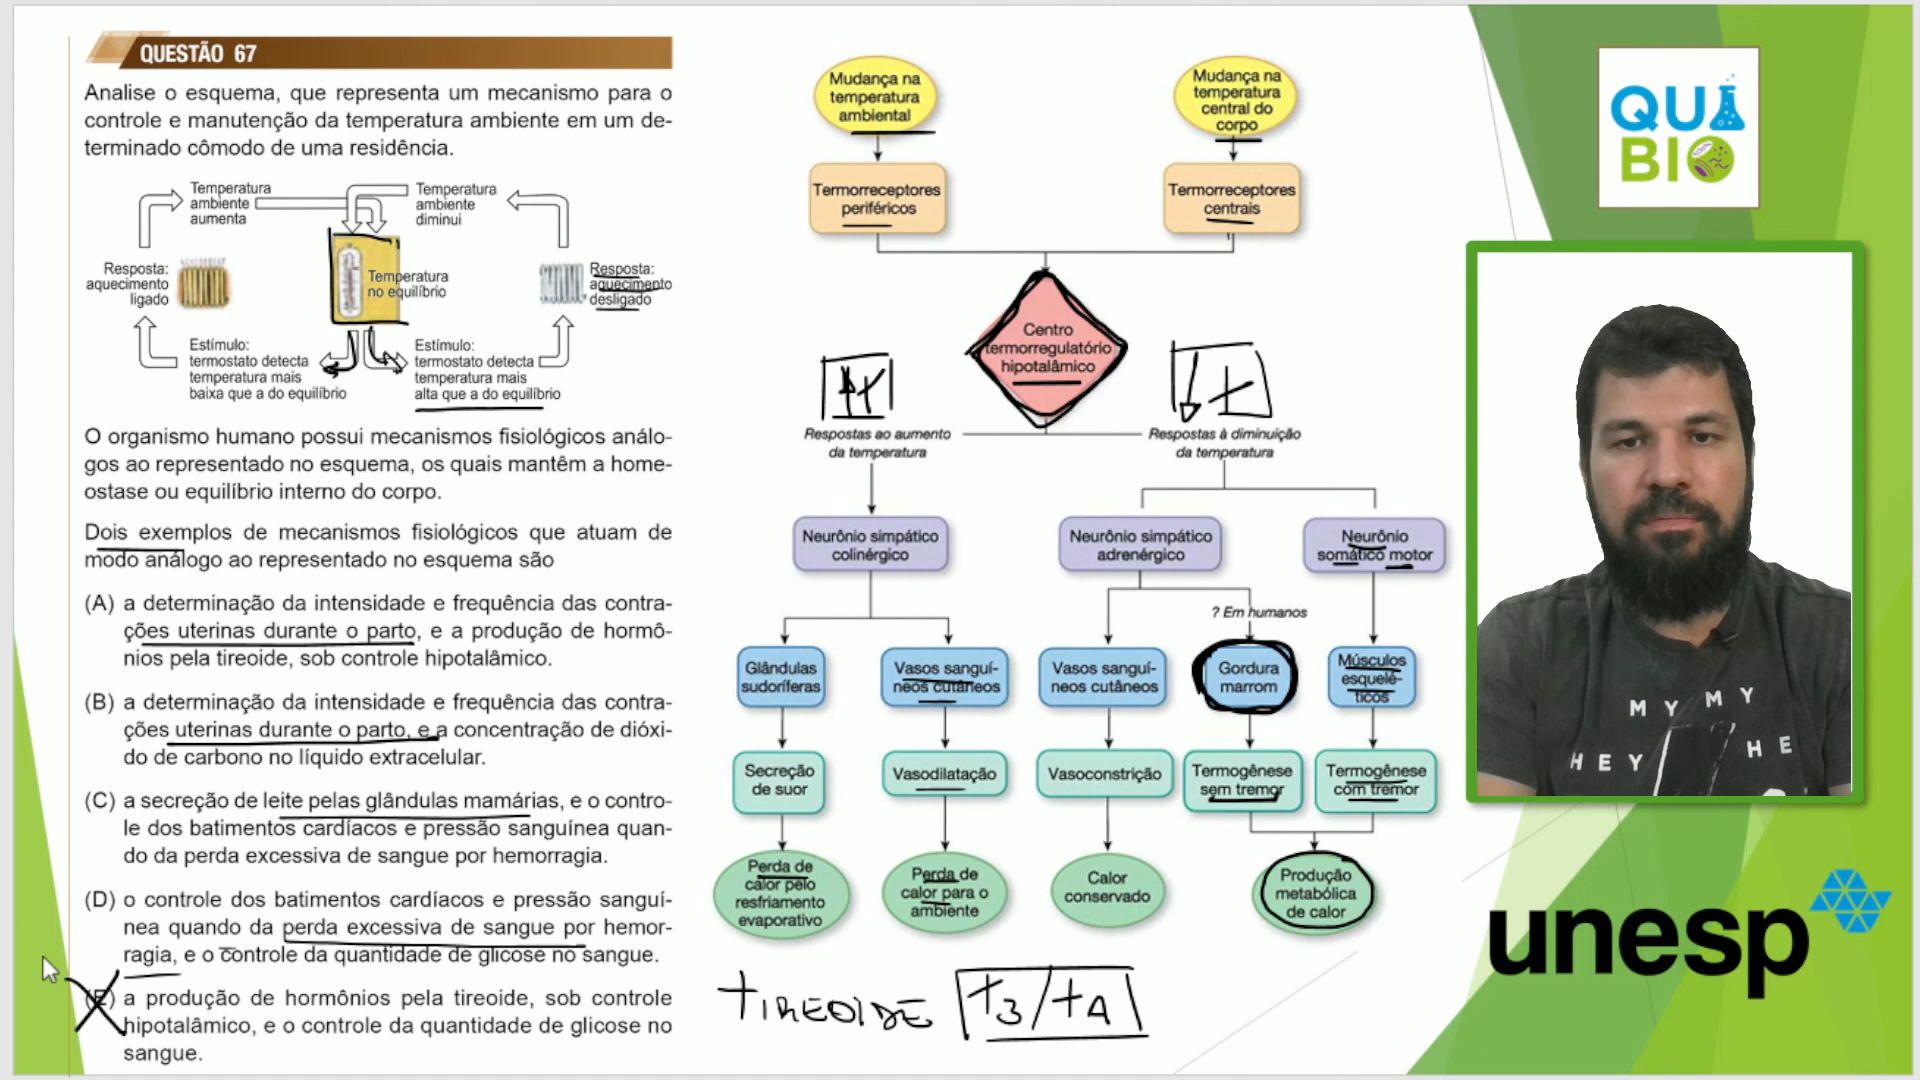 QUESTÃO 67
Analise o esquema, que representa um mecanismo para o
controle e manutenção da temperatura ambiente em um de-
terminado cômodo de uma residência.
Temperatura
ambiente
aumenta
Temperatura
ambiente
diminui
Resposta:
aquecimento
ligado
Temperatura
no equilíbrio
Resposta:
aquecimento
desligado
Estímulo:
termostato detecta
temperatura mais
baixa que a do equilíbrio
Estímulo:
termostato detecta
temperatura mais
alta que a do equilíbrio
O organismo humano possui mecanismos fisiológicos análo-
gos ao representado no esquema, os quais mantêm a home-
ostase ou equilíbrio interno do corpo.
Dois exemplos de mecanismos fisiológicos que atuam de
modo análogo ao representado no esquema são
(A) a determinação da intensidade e frequência das contra-
ções uterinas durante o parto, e a produção de hormô-
nios pela tireoide, sob controle hipotalâmico.
(B) a determinação da intensidade e frequência das contra-
ções uterinas durante o parto, e a concentração de dióxi-
do de carbono no líquido extracelular.
(C) a secreção de leite pelas glândulas mamárias, e o contro-
le dos batimentos cardíacos e pressão sanguínea quan-
do da perda excessiva de sangue por hemorragia.
(D) o controle dos batimentos cardíacos e pressão sanguí-
nea quando da perda excessiva de sangue por hemor-
ragia, e o controle da quantidade de glicose no sangue.
(E) a produção de hormônios pela tireoide, sob controle
hipotalâmico, e o controle da quantidade de glicose no
sangue.
Mudança na
temperatura
ambiental
Mudança na
temperatura
central do
corpo
Termorreceptores
periféricos
Termorreceptores
centrais
Centro
termorregulatório
hipotalâmico
Respostas ao aumento
da temperatura
Respostas à diminuição
da temperatura
Neurônio simpático
colinérgico
Neurônio simpático
adrenérgico
Neurônio
somático motor
? Em humanos
Glândulas
sudoríferas
Vasos sanguí-
neos cutâneos
Vasos sanguí-
neos cutâneos
Gordura
marrom
Músculos
esquelé-
ticos
Secreção
de suor
Vasodilatação
Vasoconstrição
Termogênese
sem tremor
Termogênese
com tremor
Perda de
calor pelo
resfriamento
evaporativo
Perda de
calor para o
ambiente
Calor
conservado
Produção
metabólica
de calor
TIREOIDE T3/T4
QUÍ
BIO
MY MY
HEY HE
unesp